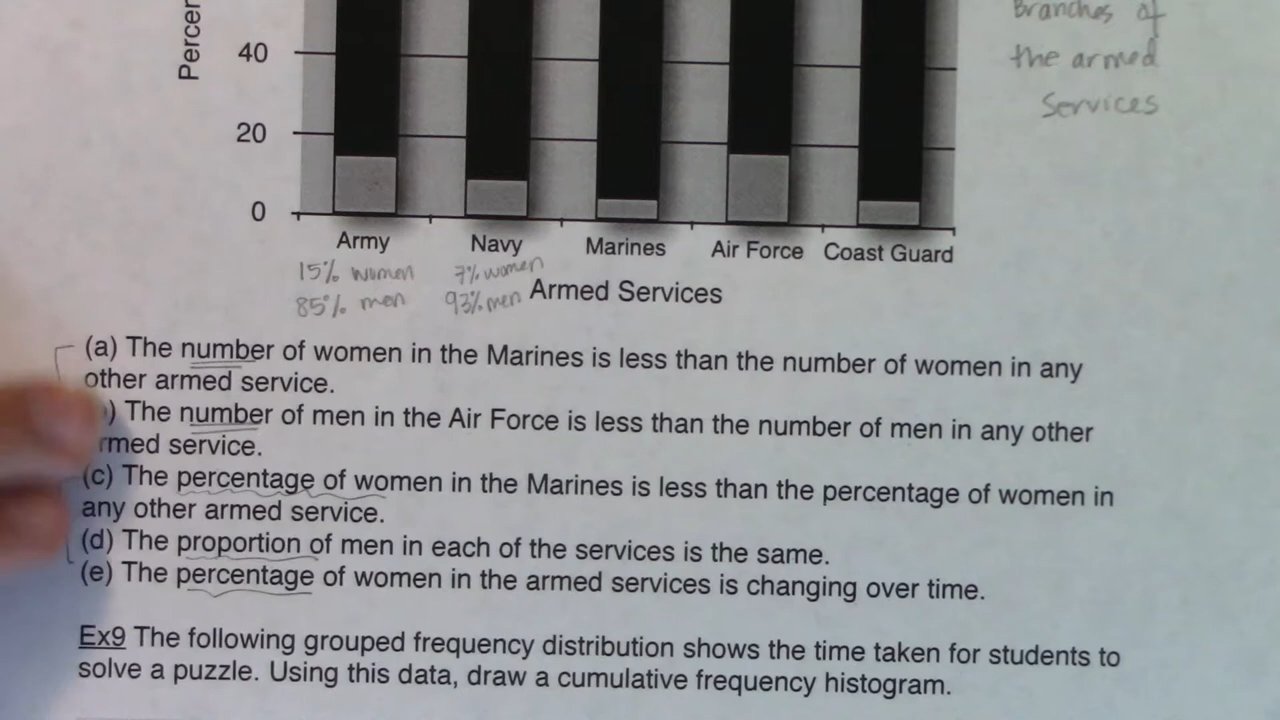 Percen
Branches of
the armed
Services
40
20
0
Army Navy Marines Air Force Coast Guard
15% women 7% women
85% men 93% men
Armed Services
(a) The number of women in the Marines is less than the number of women in any
other armed service.
) The number of men in the Air Force is less than the number of men in any other
rmed service.
(c) The percentage of women in the Marines is less than the percentage of women in
any other armed service.
(d) The proportion of men in each of the services is the same.
(e) The percentage of women in the armed services is changing over time.
Ex9 The following grouped frequency distribution shows the time taken for students to
solve a puzzle. Using this data, draw a cumulative frequency histogram.